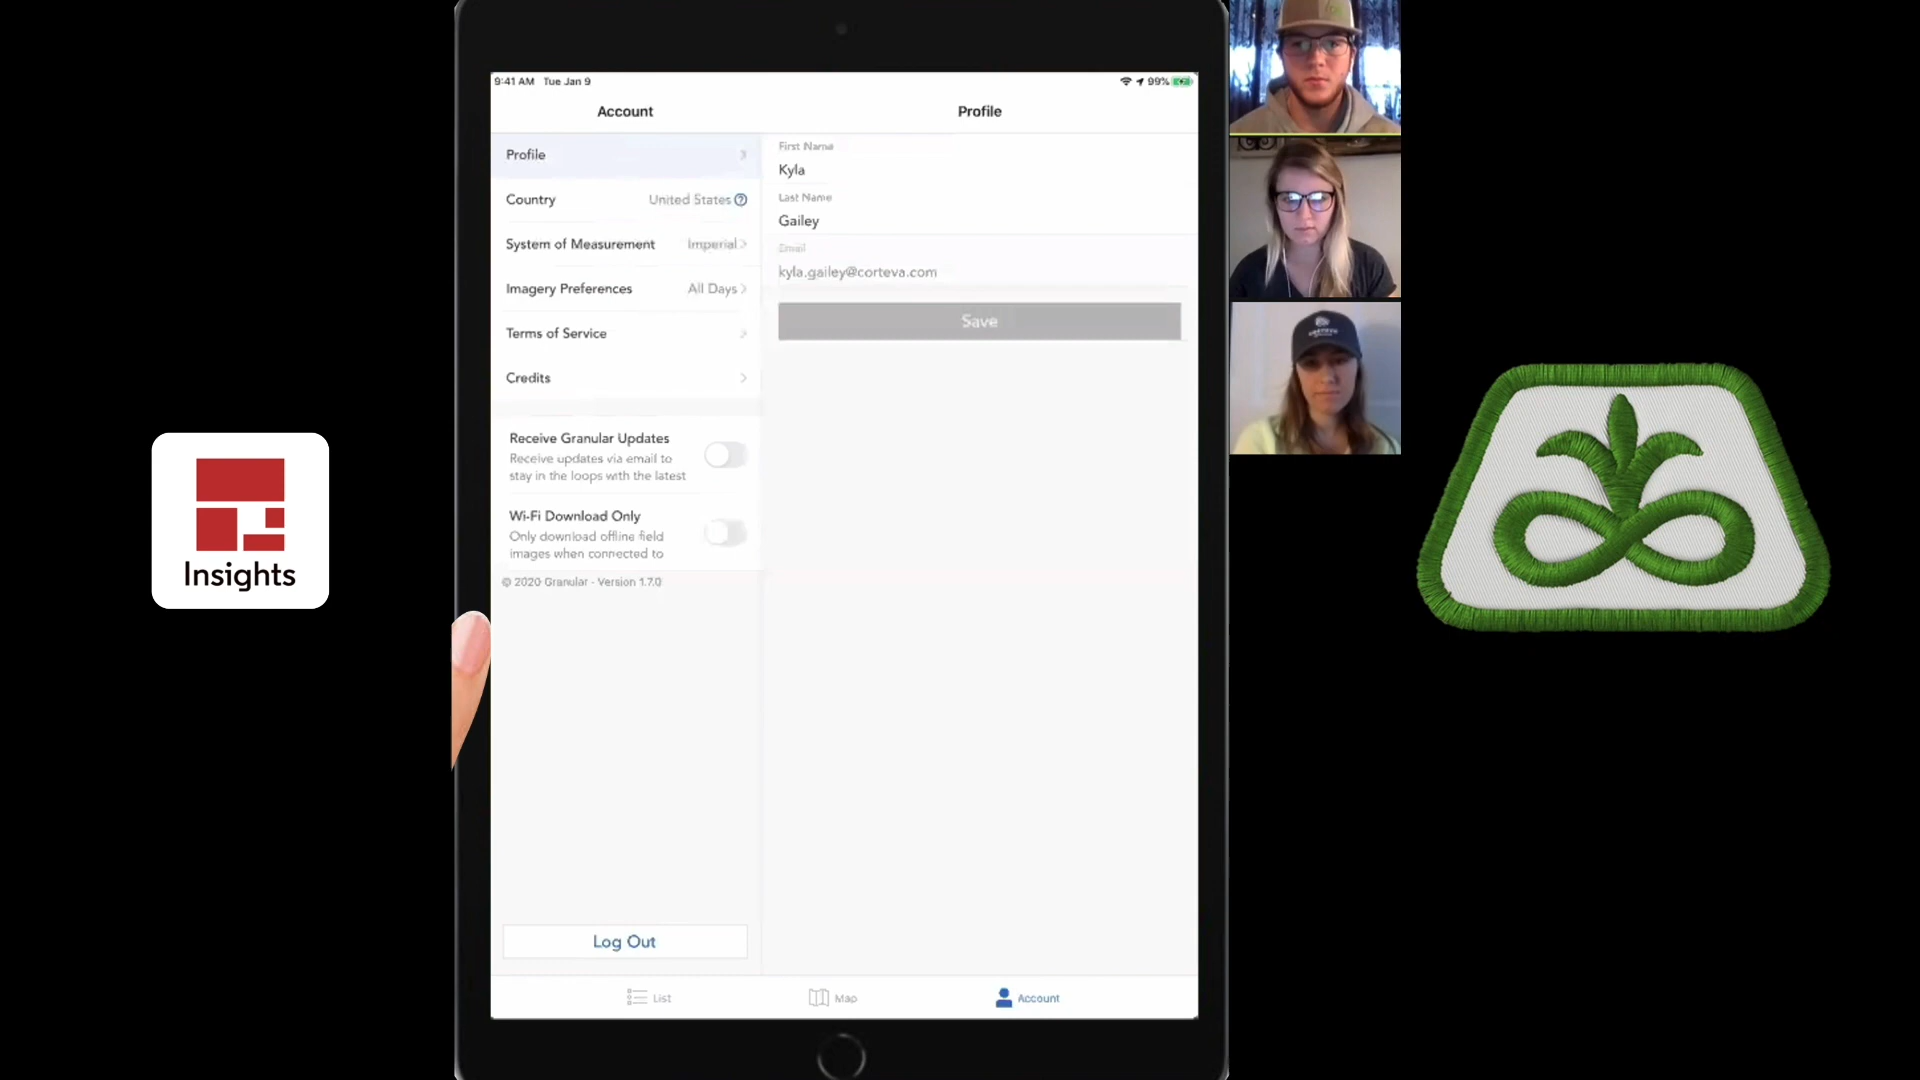 9:41 AM Tue Jan 9
99%
Account
Profile
Profile
Country
United States
System of Measurement
Imperial
Imagery Preferences
All Days
Terms of Service
Credits
Receive Granular Updates
Receive updates via email to
stay in the loops with the latest
Wi-Fi Download Only
Only download offline field
images when connected to
© 2020 Granular - Version 1.7.0
Log Out
First Name
Kyla
Last Name
Gailey
Email
kyla.gailey@corteva.com
Save
List
Map
Account
Insights